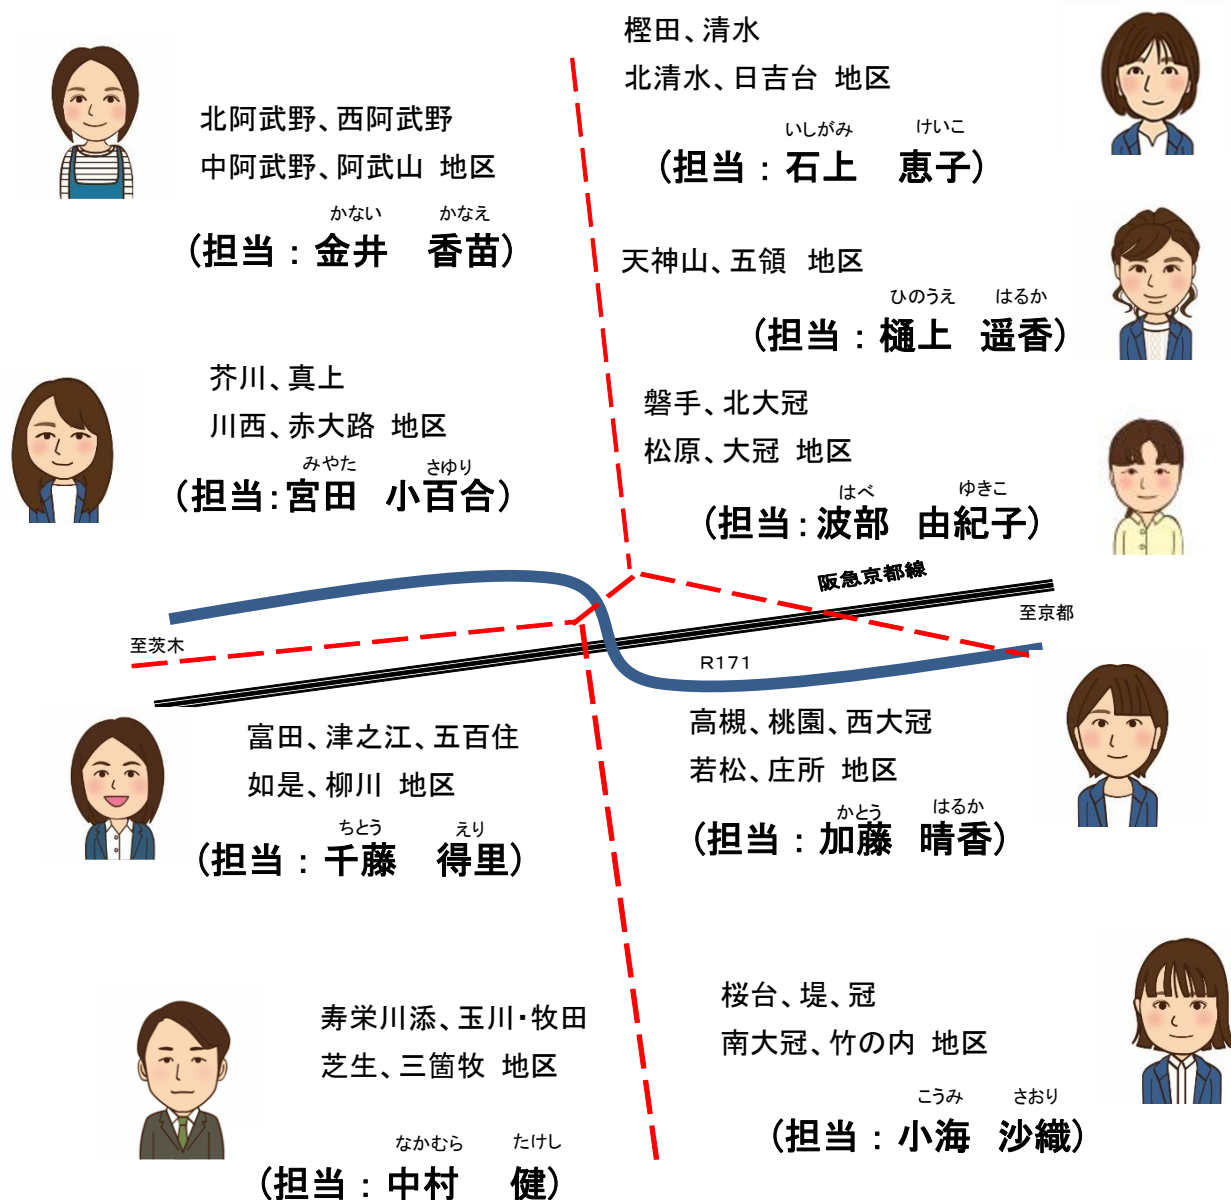 北阿武野、西阿武野
中阿武野、阿武山 地区
かない かなえ
(担当：金井 香苗)
樫田、清水
北清水、日吉台 地区
いしがみ けいこ
(担当：石上 恵子)
天神山、五領 地区
ひのうえ はるか
(担当：樋上 遥香)
芥川、真上
川西、赤大路 地区
みやた さゆり
(担当：宮田 小百合)
磐手、北大冠
松原、大冠 地区
はべ ゆきこ
(担当：波部 由紀子)
阪急京都線
至京都
至茨木
R171
富田、津之江、五百住
如是、柳川 地区
ちとう えり
(担当：千藤 得里)
高槻、桃園、西大冠
若松、庄所 地区
かとう はるか
(担当：加藤 晴香)
寿栄川添、玉川・牧田
芝生、三箇牧 地区
なかむら たけし
(担当：中村 健)
桜台、堤、冠
南大冠、竹の内 地区
こうみ さおり
(担当：小海 沙織)